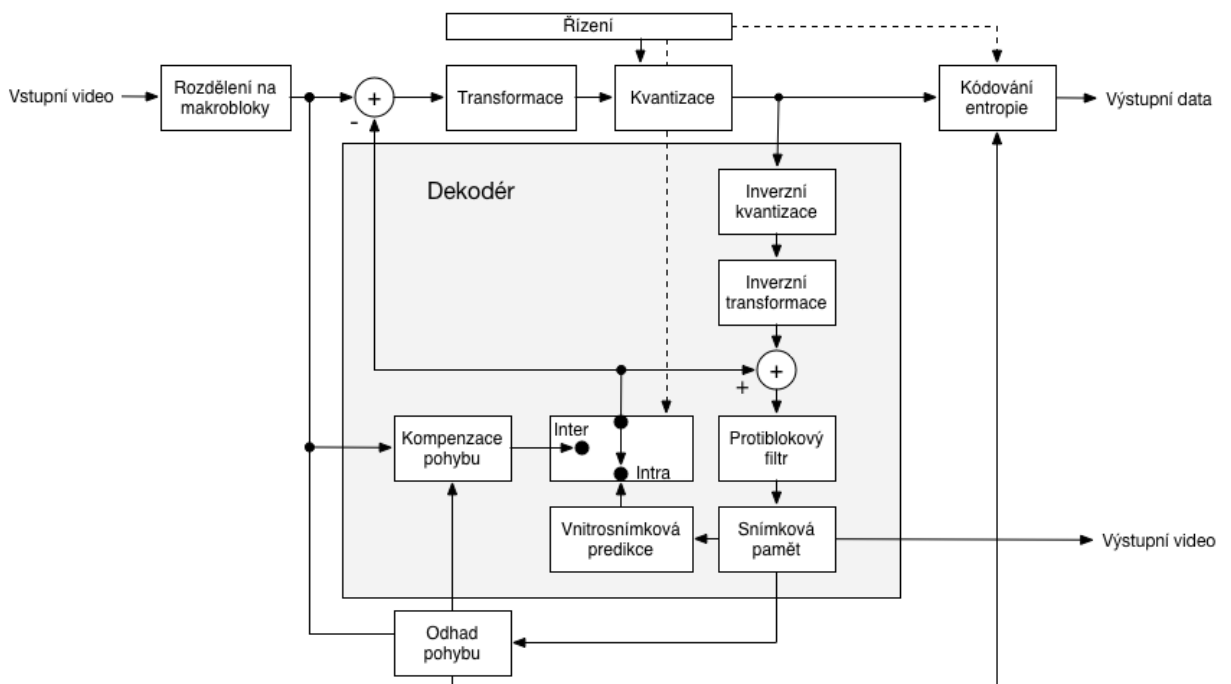 Řízení
Vstupní video
Rozdělení na
makrobloky
+
-
Transformace
Kvantizace
Kódování
entropie
Výstupní data
Dekodér
Inverzní
kvantizace
Inverzní
transformace
+
+
Kompenzace
pohybu
Inter
Intra
Protiblokový
filtr
Vnitrosnímková
predikce
Snímková
pamět
Výstupní video
Odhad
pohybu